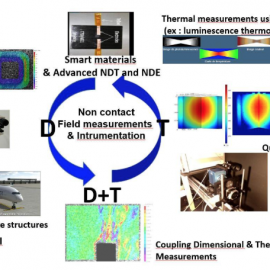 Thermal measurements us
(ex : luminescence thermo
Smart materials
& Advanced NDT and NDE
Non contact
Field measurements
& Intrumentation
D
T
D+T
Qu
e structures
Coupling Dimensional & The
Measurements